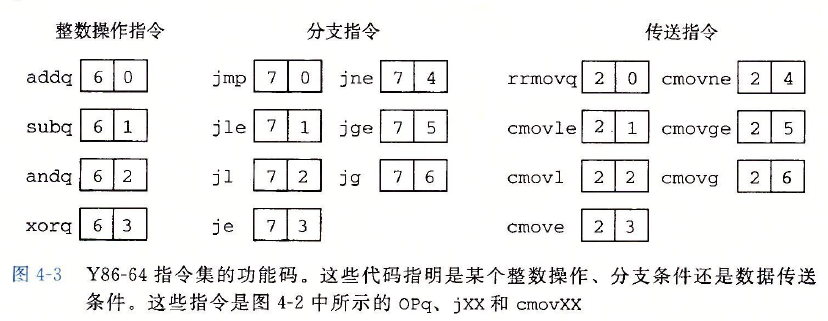 整数操作指令 分支指令 传送指令
addq 6 0 jmp 7 0 jne 7 4 rrmovq 2 0 cmovne 2 4
subq 6 1 jle 7 1 jge 7 5 cmovle 2 1 cmovge 2 5
andq 6 2 jl 7 2 jg 7 6 cmovl 2 2 cmovg 2 6
xorq 6 3 je 7 3 cmove 2 3
图 4-3 Y86-64 指令集的功能码。这些代码指明是某个整数操作、分支条件还是数据传送
条件。这些指令是图 4-2 中所示的 OPq、jXX 和 cmovXX